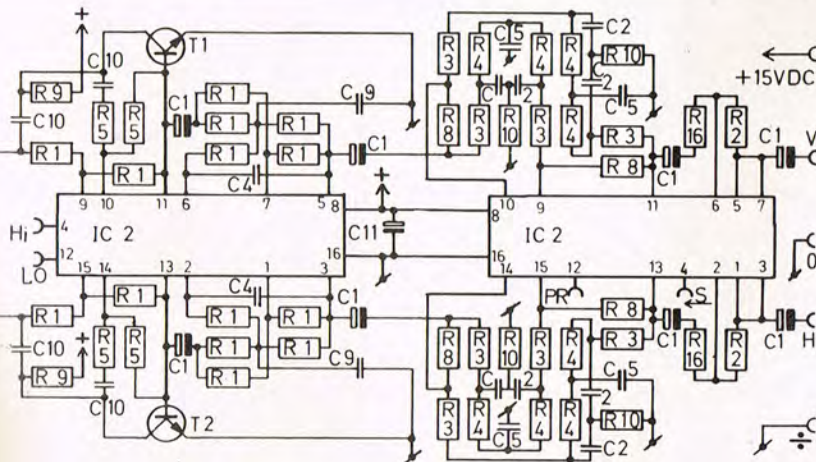 + C10 T1 C2
R3 R4 C5 R4 R4 R10
+15VDC
R9 C10 R5 R5 C1 R1 C9 C2 C5
C10 R1 R1 R8 R3 R10 R3 R4 R3 R16 R2
R1 R1 R1 C1 R8 C1 C1 V
R1 C4 +
9 10 11 6 7 5 8 10 9 11 6 5 7
Hi 4 IC 2 8 IC 2
C11
LO 12 16 16 0
15 14 13 2 1 3 14 15 12 13 4 2 1 3
R1 C4 C1 PR S
R1 R1 R1 R8
C10 R5 R5 C1 R1 R1 R8 R3 R10 R3 R4 R3 C1 R16 R2 C1 H
R9 + R1 C9 C5
C10 C2
R3 R4 C5 R4 R4 R10
T2 C2 ÷